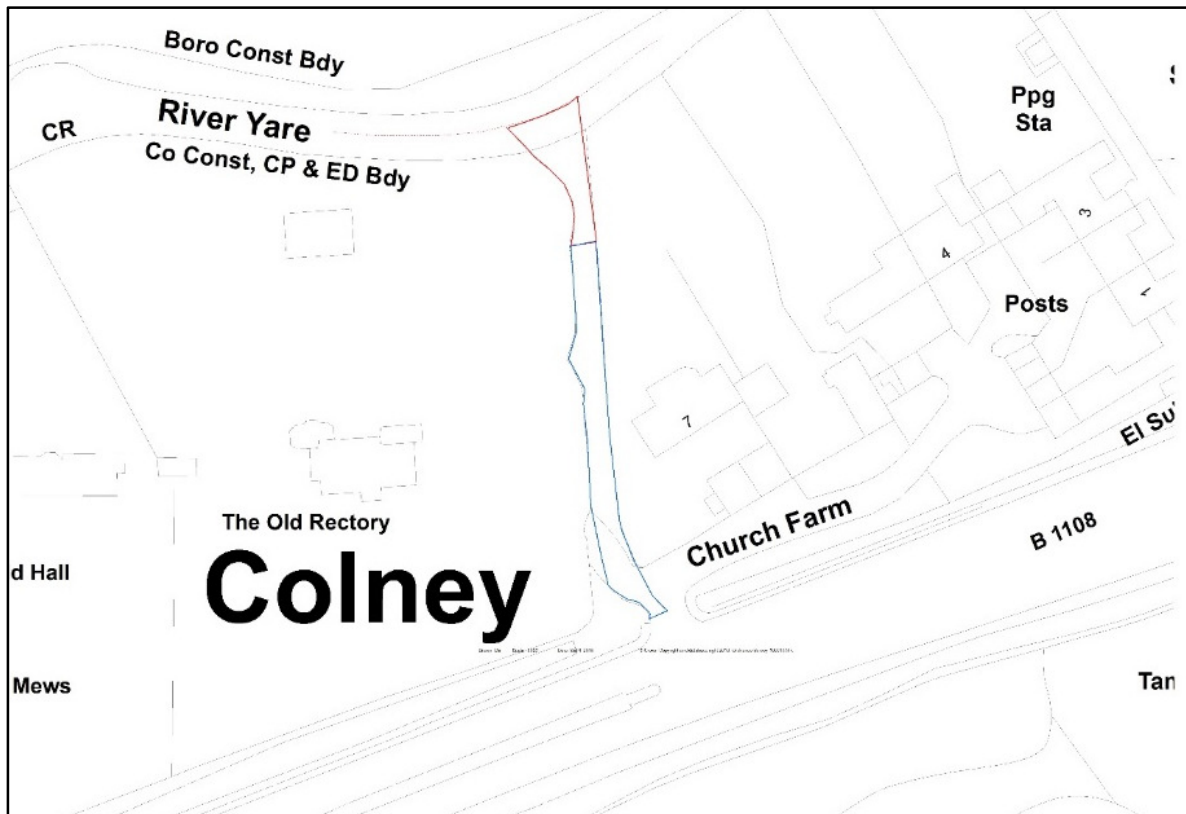 Boro Const Bdy
River Yare
CR
Co Const, CP & ED Bdy
Ppg
Sta
3
4
1
Posts
7
El Su
The Old Rectory
Church Farm
B 1108
d Hall
Colney
Mews
Tan